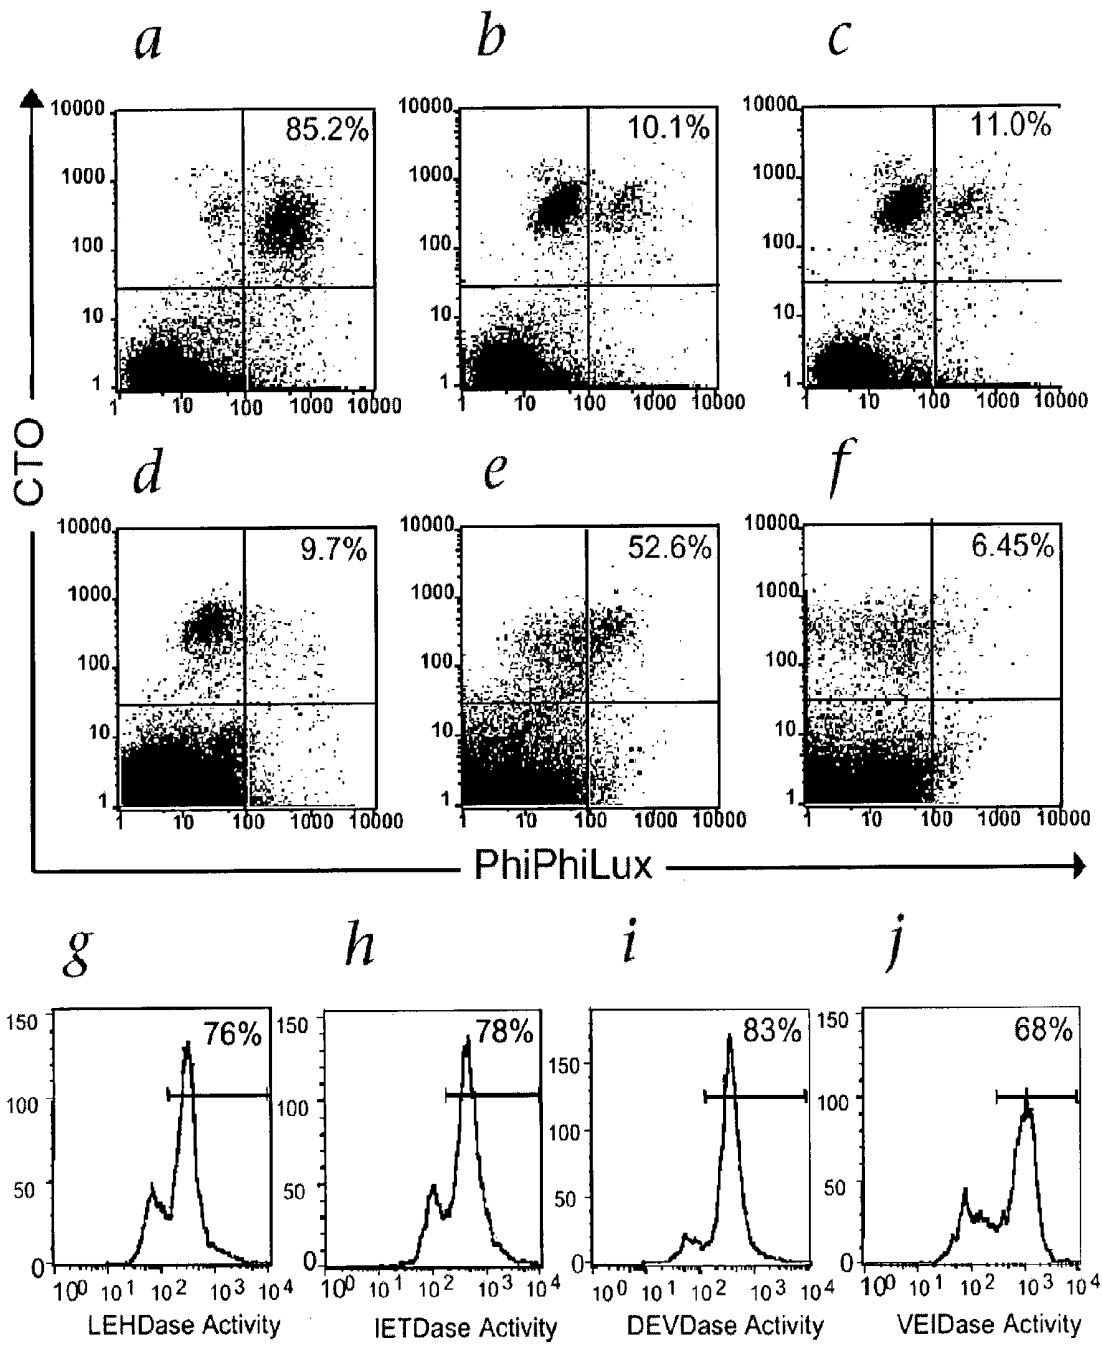 a b c
10000 1000 100 10 1
85.2%
1 10 100 1000 10000
10000 1000 100 10 1
10.1%
1 10 100 1000 10000
10000 1000 100 10 1
11.0%
1 10 100 1000 10000
CTO
d e f
10000 1000 100 10 1
9.7%
1 10 100 1000 10000
10000 1000 100 10 1
52.6%
1 10 100 1000 10000
10000 1000 100 10 1
6.45%
1 10 100 1000 10000
PhiPhiLux
g h i j
150 100 50 0
76%
10⁰ 10¹ 10² 10³ 10⁴
LEHDase Activity
150 100 50 0
78%
10⁰ 10¹ 10² 10³ 10⁴
IETDase Activity
150 100 50 0
83%
10⁰ 10¹ 10² 10³ 10⁴
DEVDase Activity
150 100 50 0
68%
10⁰ 10¹ 10² 10³ 10⁴
VEIDase Activity